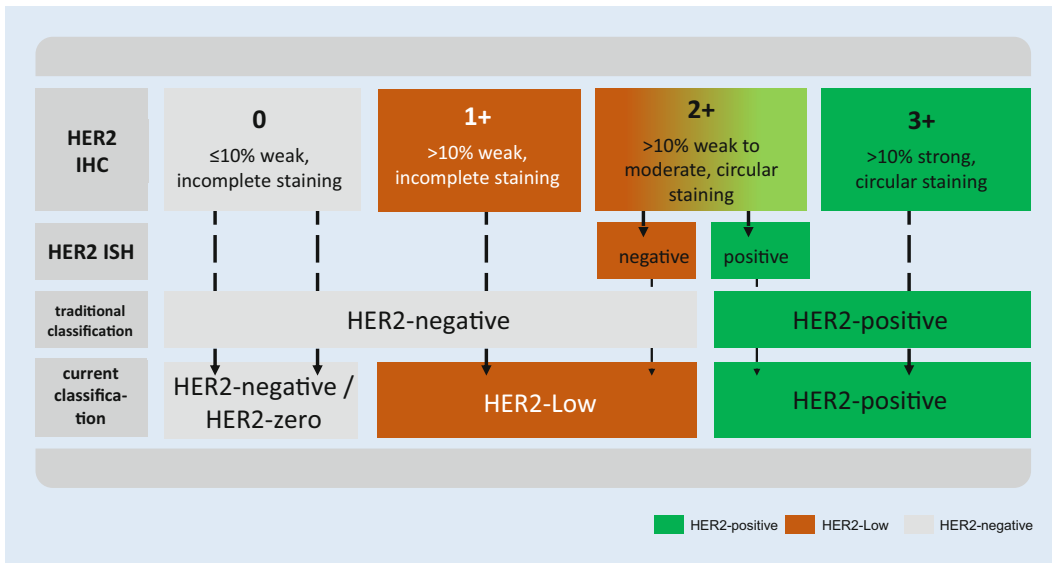 HER2
IHC
0
≤10% weak,
incomplete staining
1+
>10% weak,
incomplete staining
2+
>10% weak to
moderate, circular
staining
3+
>10% strong,
circular staining
HER2 ISH
negative
positive
traditional
classification
HER2-negative
HER2-positive
current
classifica-
tion
HER2-negative /
HER2-zero
HER2-Low
HER2-positive
HER2-positive
HER2-Low
HER2-negative